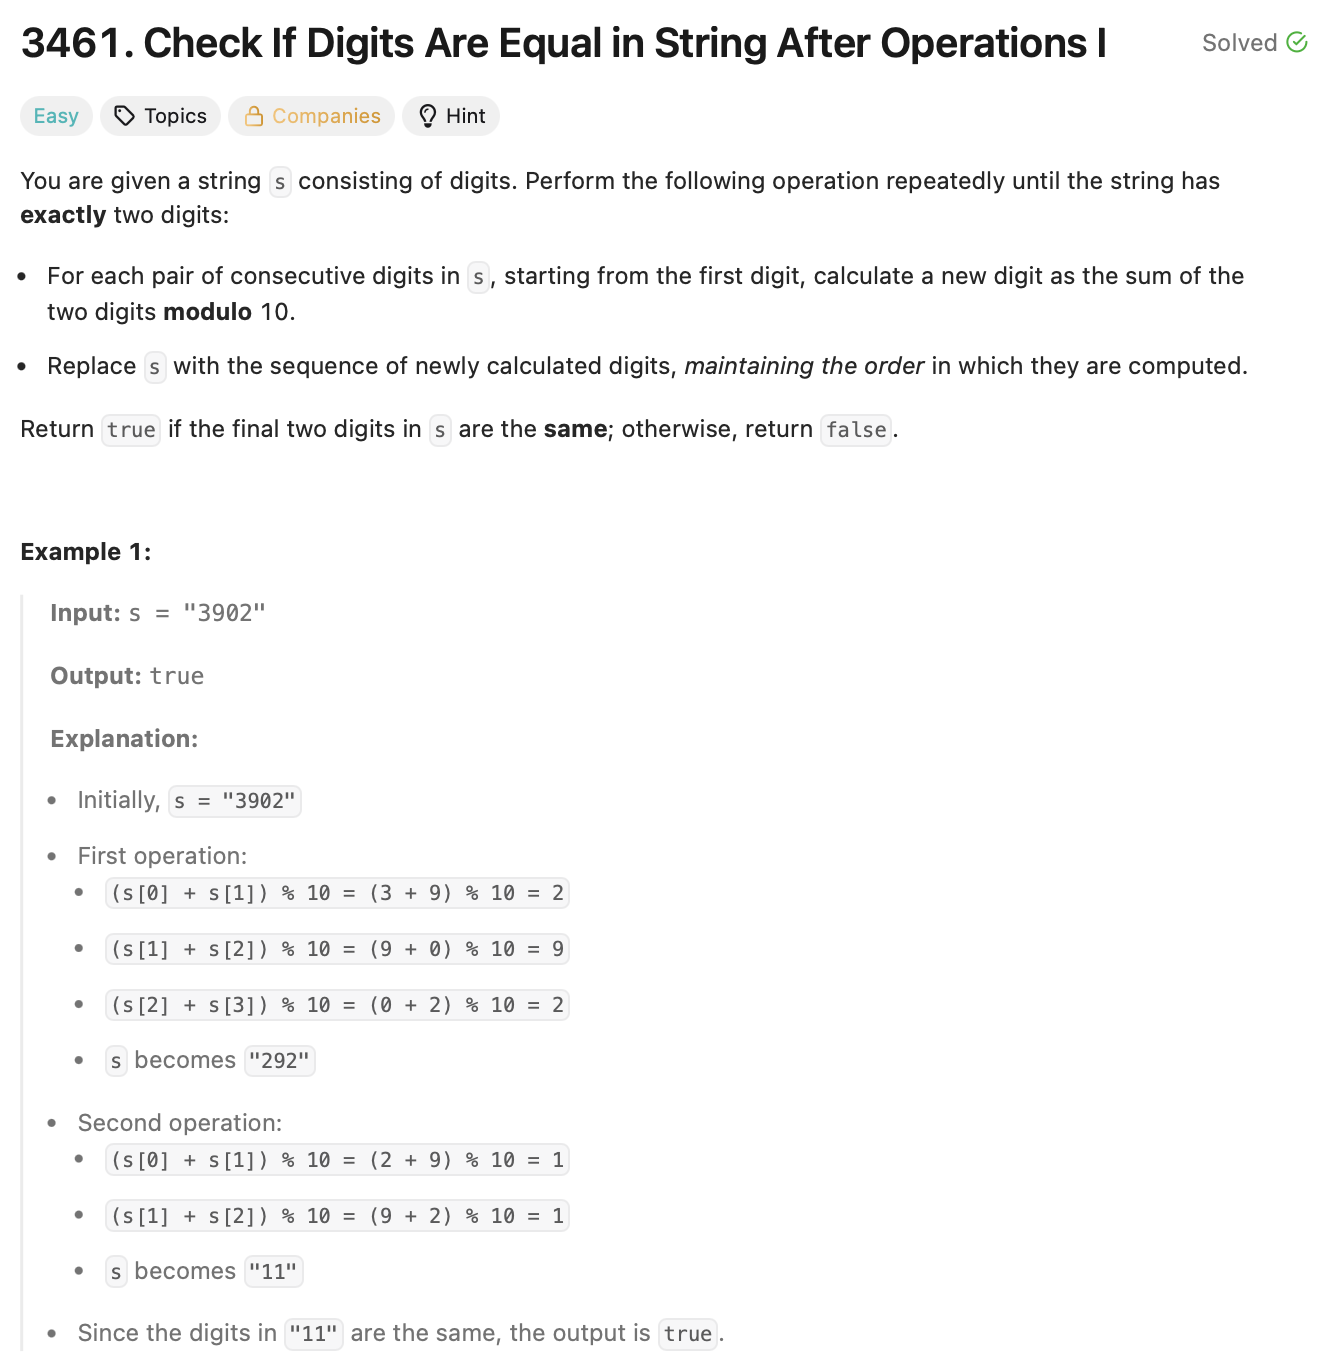 3461. Check If Digits Are Equal in String After Operations I
Solved
Easy Topics Companies Hint
You are given a string s consisting of digits. Perform the following operation repeatedly until the string has
exactly two digits:
• For each pair of consecutive digits in s, starting from the first digit, calculate a new digit as the sum of the
two digits modulo 10.
• Replace s with the sequence of newly calculated digits, maintaining the order in which they are computed.
Return true if the final two digits in s are the same; otherwise, return false.
Example 1:
Input: s = "3902"
Output: true
Explanation:
• Initially, s = "3902"
• First operation:
• (s[0] + s[1]) % 10 = (3 + 9) % 10 = 2
• (s[1] + s[2]) % 10 = (9 + 0) % 10 = 9
• (s[2] + s[3]) % 10 = (0 + 2) % 10 = 2
• s becomes "292"
• Second operation:
• (s[0] + s[1]) % 10 = (2 + 9) % 10 = 1
• (s[1] + s[2]) % 10 = (9 + 2) % 10 = 1
• s becomes "11"
• Since the digits in "11" are the same, the output is true.